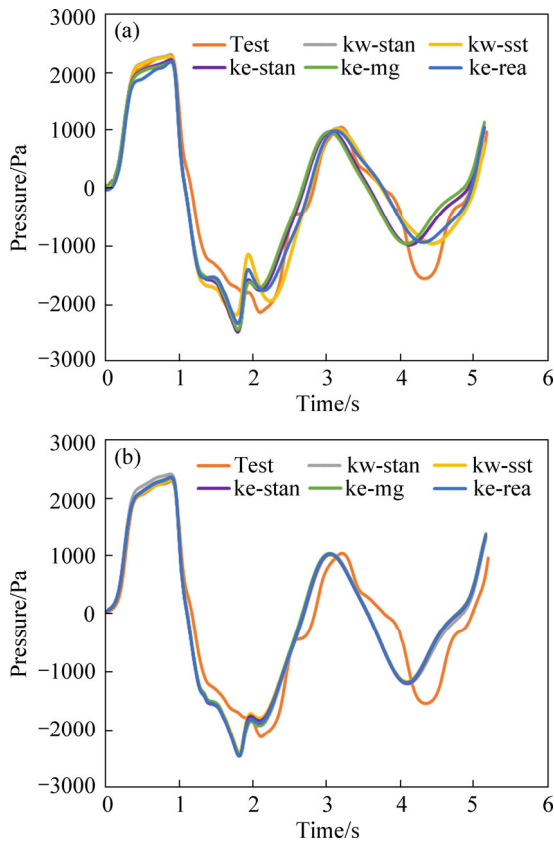 (a)
Test kw-stan kw-sst
ke-stan ke-mg ke-rea
Pressure/Pa
3000
2000
1000
0
−1000
−2000
−3000
0 1 2 3 4 5 6
Time/s
(b)
Test kw-stan kw-sst
ke-stan ke-mg ke-rea
Pressure/Pa
3000
2000
1000
0
−1000
−2000
−3000
0 1 2 3 4 5 6
Time/s